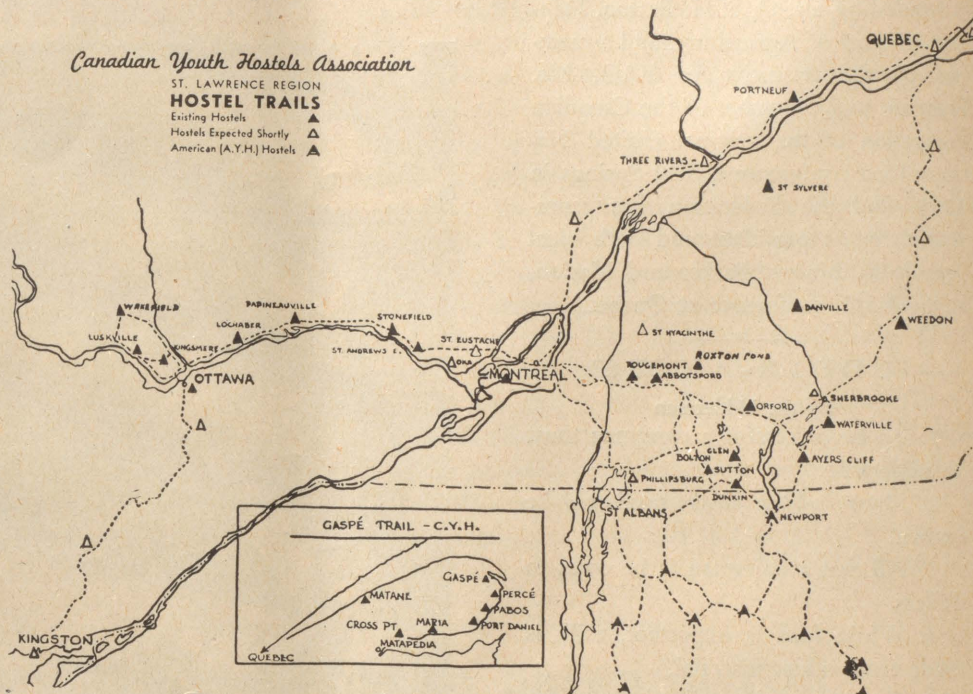 Canadian Youth Hostels Association
ST. LAWRENCE REGION
HOSTEL TRAILS
Existing Hostels
Hostels Expected Shortly
American (A.Y.H.) Hostels
QUEBEC
PORTNEUF
THREE RIVERS
ST SYLVERE
WAKEFIELD
LUSKVILLE
KINGSMERE
LOCHABER
PAPINEAUVILLE
STONEFIELD
ST. ANDREWS E.
ST. EUSTACHE
OKA
OTTAWA
MONTREAL
ST HYACINTHE
DANVILLE
WEEDON
ROUGEMONT
ROXTON POND
ABBOTSFORD
ORFORD
SHERBROOKE
WATERVILLE
BOLTON
GLEN
SUTTON
AYERS CLIFF
PHILLIPSBURG
DUNKIN
ST ALBANS
NEWPORT
KINGSTON
GASPÉ TRAIL - C.Y.H.
GASPÉ
PERCÉ
PABOS
PORT DANIEL
MATANE
CROSS PT
MARIA
MATAPEDIA
QUEBEC